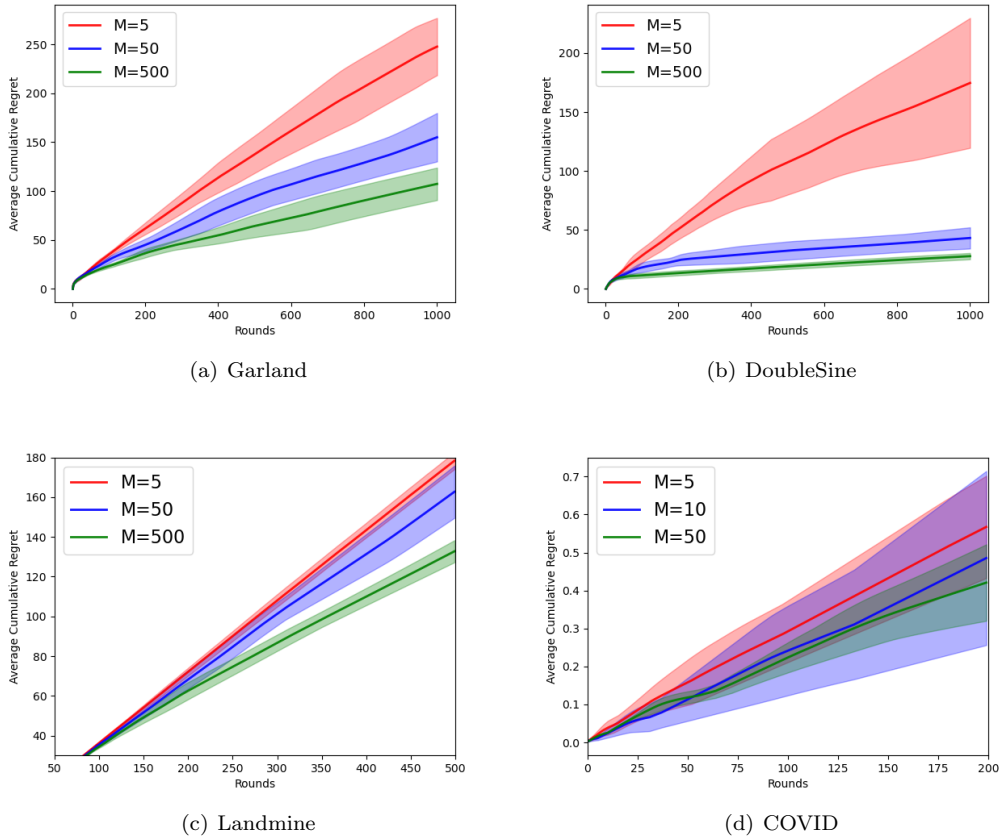 M=5
M=50
M=500
Average Cumulative Regret
250
200
150
100
50
0
0 200 400 600 800 1000
Rounds
(a) Garland
M=5
M=50
M=500
Average Cumulative Regret
200
150
100
50
0
0 200 400 600 800 1000
Rounds
(b) DoubleSine
M=5
M=50
M=500
Average Cumulative Regret
180
160
140
120
100
80
60
40
50 100 150 200 250 300 350 400 450 500
Rounds
(c) Landmine
M=5
M=10
M=50
Average Cumulative Regret
0.7
0.6
0.5
0.4
0.3
0.2
0.1
0.0
0 25 50 75 100 125 150 175 200
Rounds
(d) COVID